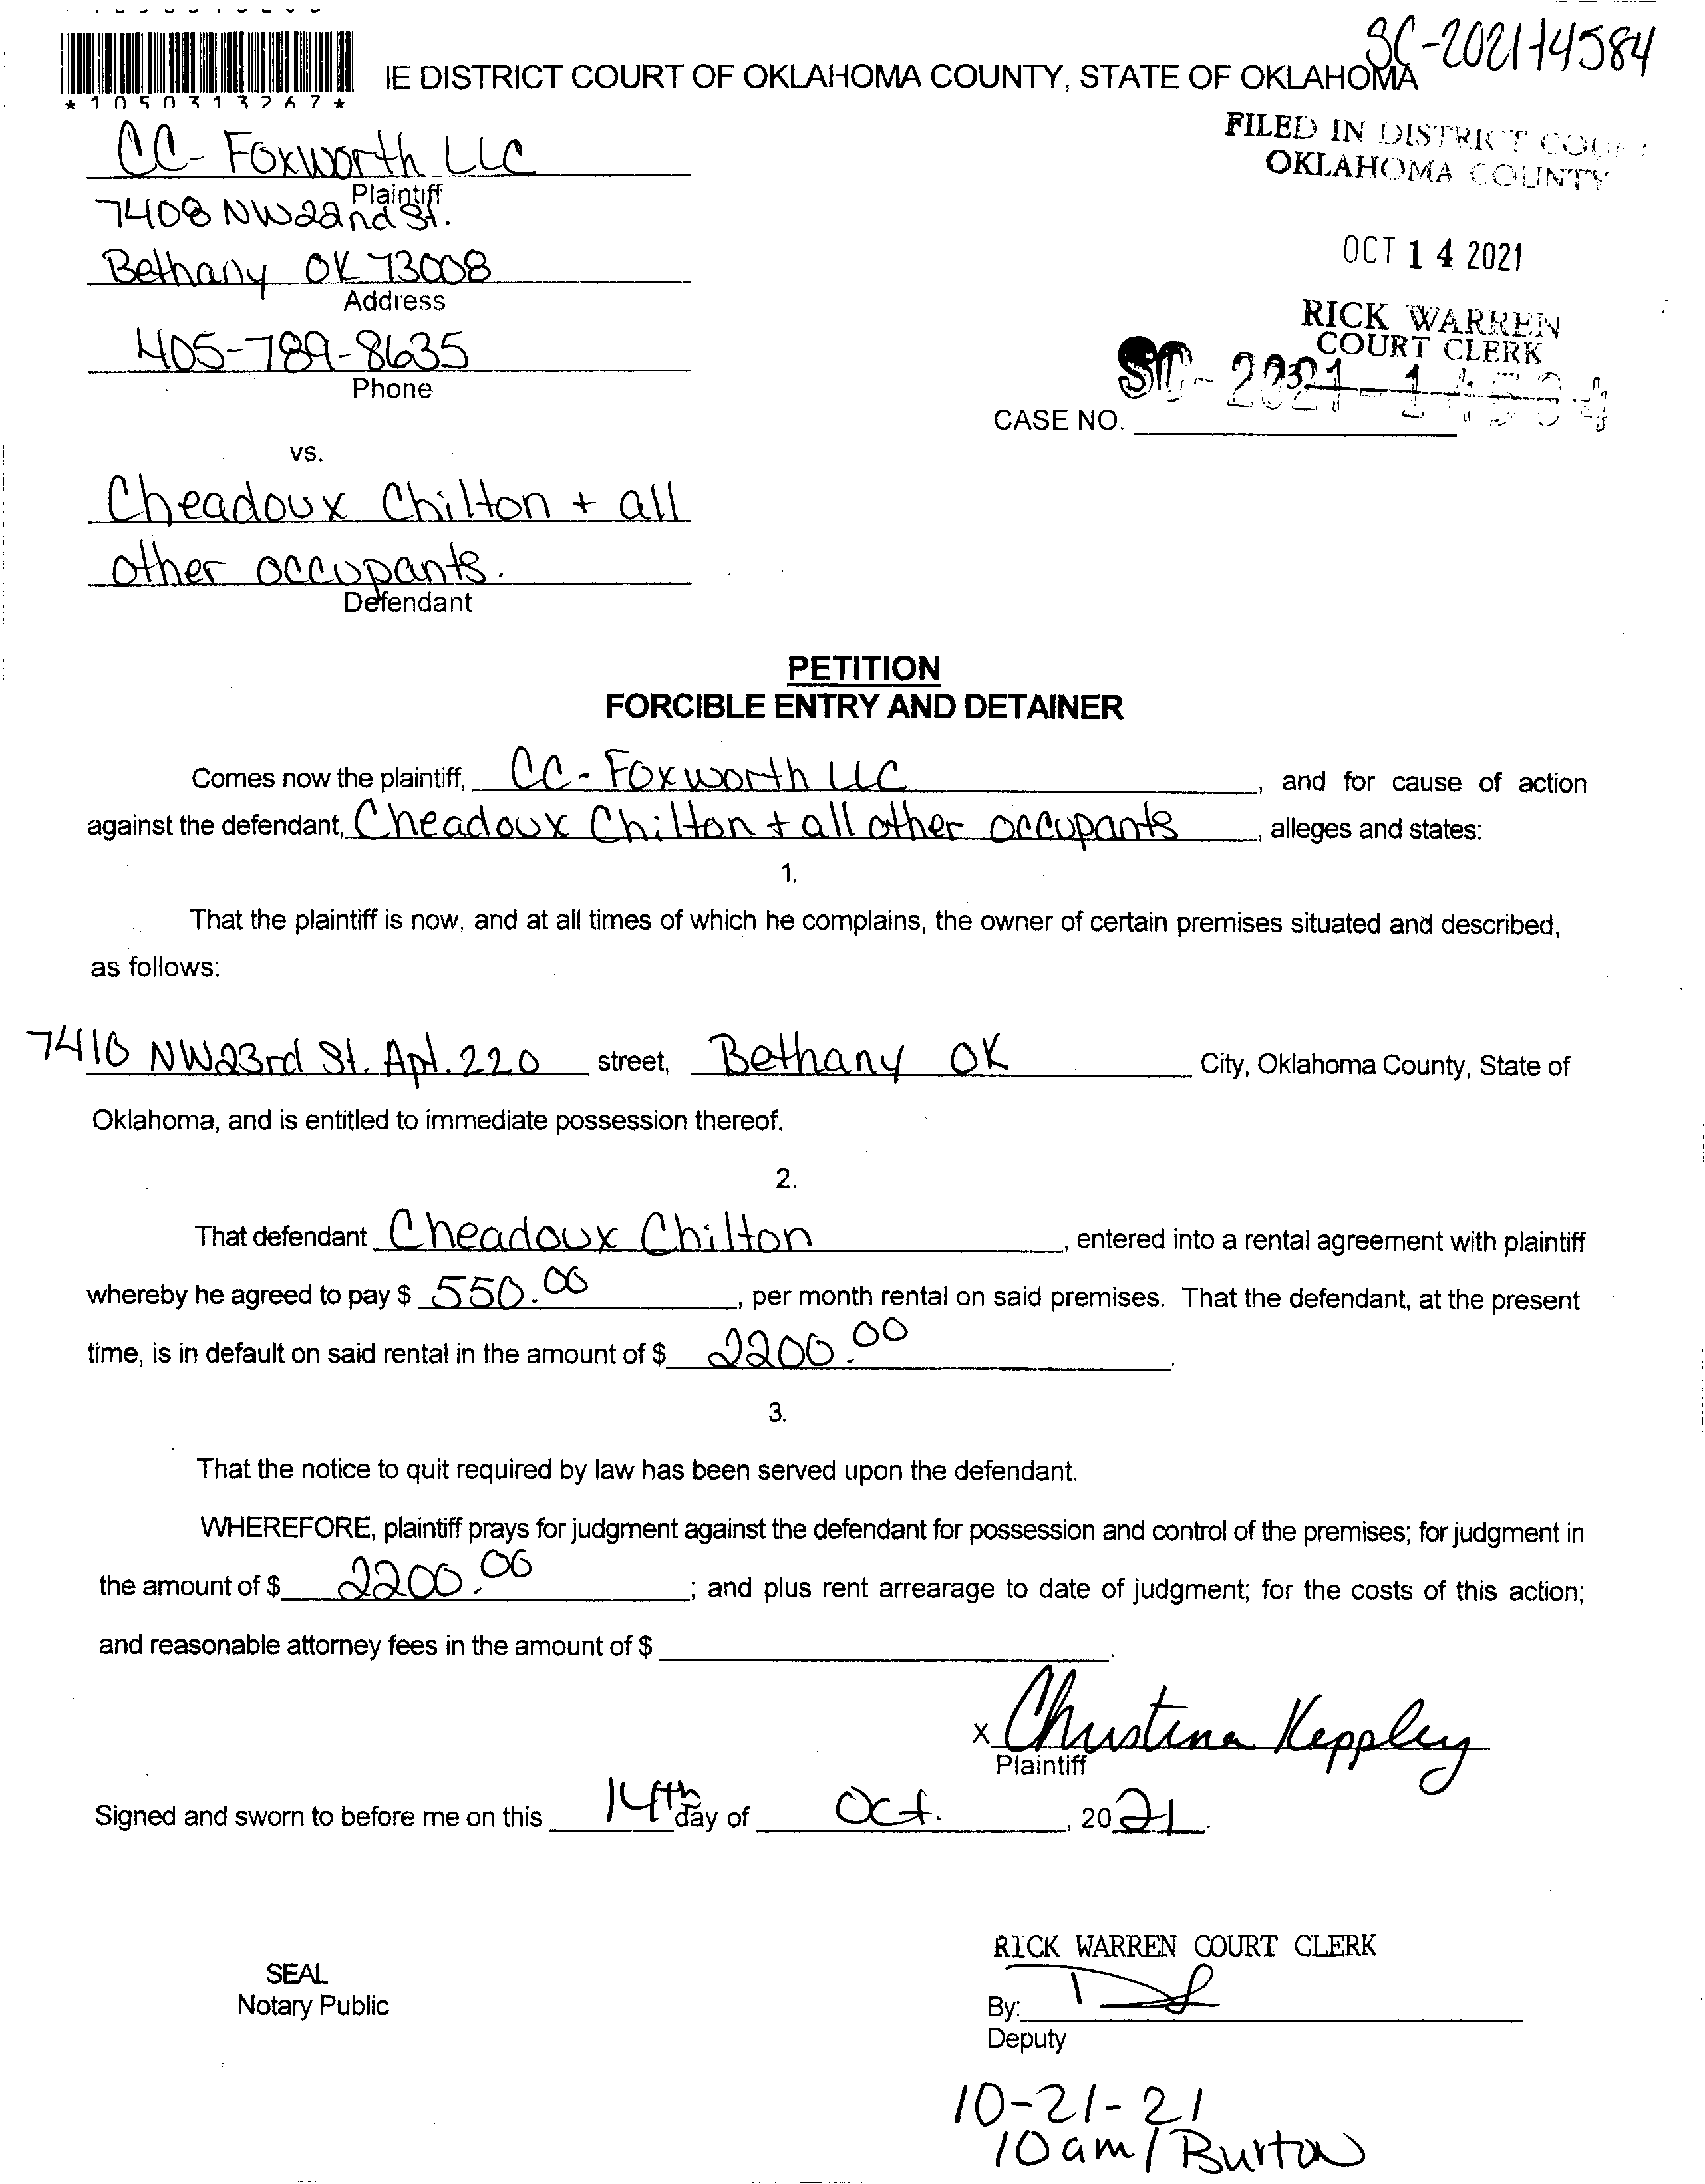 SC-2021-14584
*1050313267*
IE DISTRICT COURT OF OKLAHOMA COUNTY, STATE OF OKLAHOMA
FILED IN DISTRICT COURT
OKLAHOMA COUNTY
CC-Foxworth LLC
Plaintiff
7408 NW 22nd St.
OCT 14 2021
Bethany OK 73008
Address
RICK WARREN
COURT CLERK
405-789-8635
Phone
CASE NO. SC-2021-14584
vs.
Cheadoux Chilton + all
other occupants.
Defendant
PETITION
FORCIBLE ENTRY AND DETAINER
Comes now the plaintiff, CC-Foxworth LLC, and for cause of action
against the defendant, Cheadoux Chilton + all other occupants, alleges and states:
1.
That the plaintiff is now, and at all times of which he complains, the owner of certain premises situated and described,
as follows:
7410 NW 23rd St. Apt. 220 street, Bethany OK City, Oklahoma County, State of
Oklahoma, and is entitled to immediate possession thereof.
2.
That defendant Cheadoux Chilton, entered into a rental agreement with plaintiff
whereby he agreed to pay $ 550.00, per month rental on said premises. That the defendant, at the present
time, is in default on said rental in the amount of $ 2200.00.
3.
That the notice to quit required by law has been served upon the defendant.
WHEREFORE, plaintiff prays for judgment against the defendant for possession and control of the premises; for judgment in
the amount of $ 2200.00; and plus rent arrearage to date of judgment; for the costs of this action;
and reasonable attorney fees in the amount of $ .
x Christina Keppley
Plaintiff
Signed and sworn to before me on this 14th day of Oct., 2021.
RICK WARREN COURT CLERK
SEAL
Notary Public
By:
Deputy
10-21-21
10am/Burton